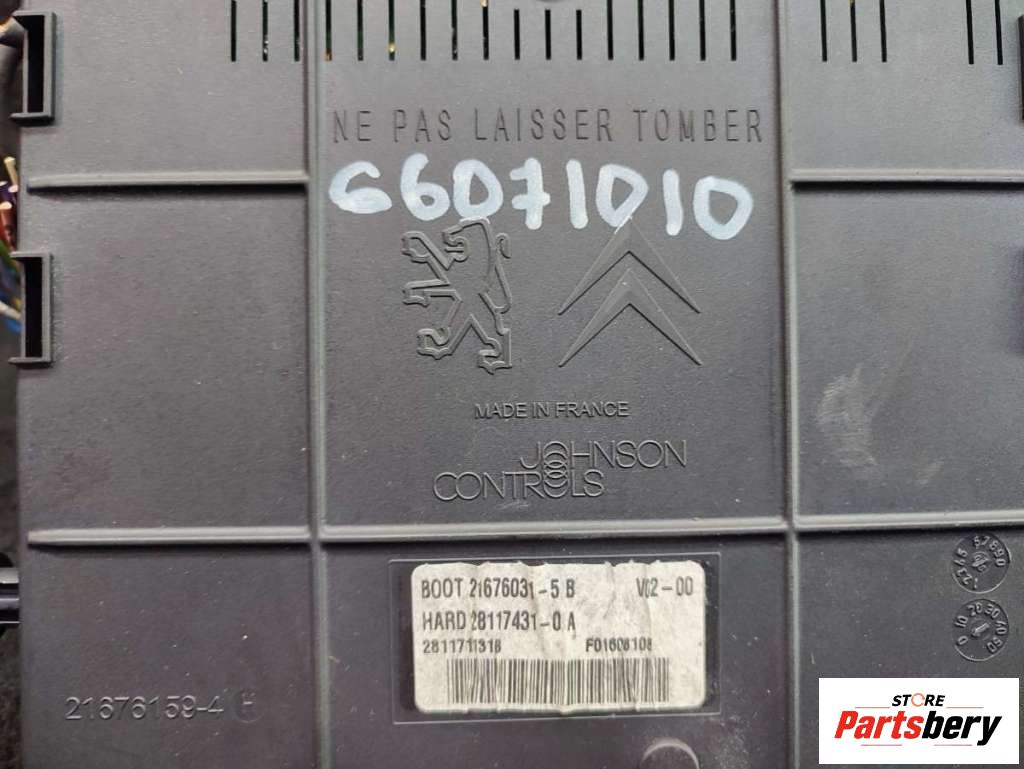 NE PAS LAISSER TOMBER
G6071010
MADE IN FRANCE
JOHNSON
CONTROLS
BOOT 21676031-5 B V02-00
HARD 28117431-0 A
2811711318 F01606108
21676159-4
STORE
Partsbery